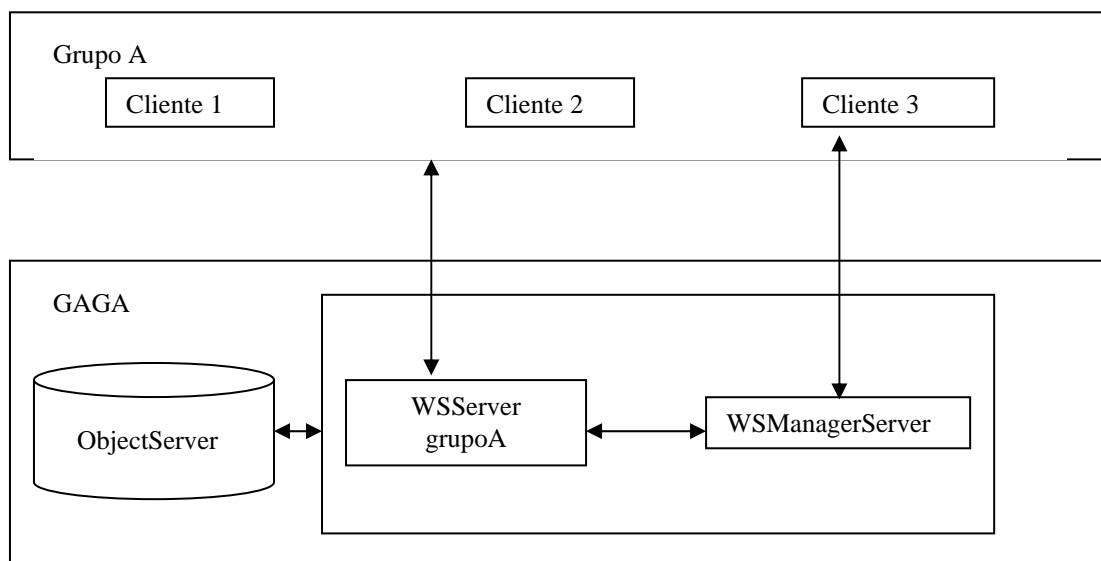 Grupo A
Cliente 1
Cliente 2
Cliente 3
GAGA
ObjectServer
WSServer
grupoA
WSManagerServer